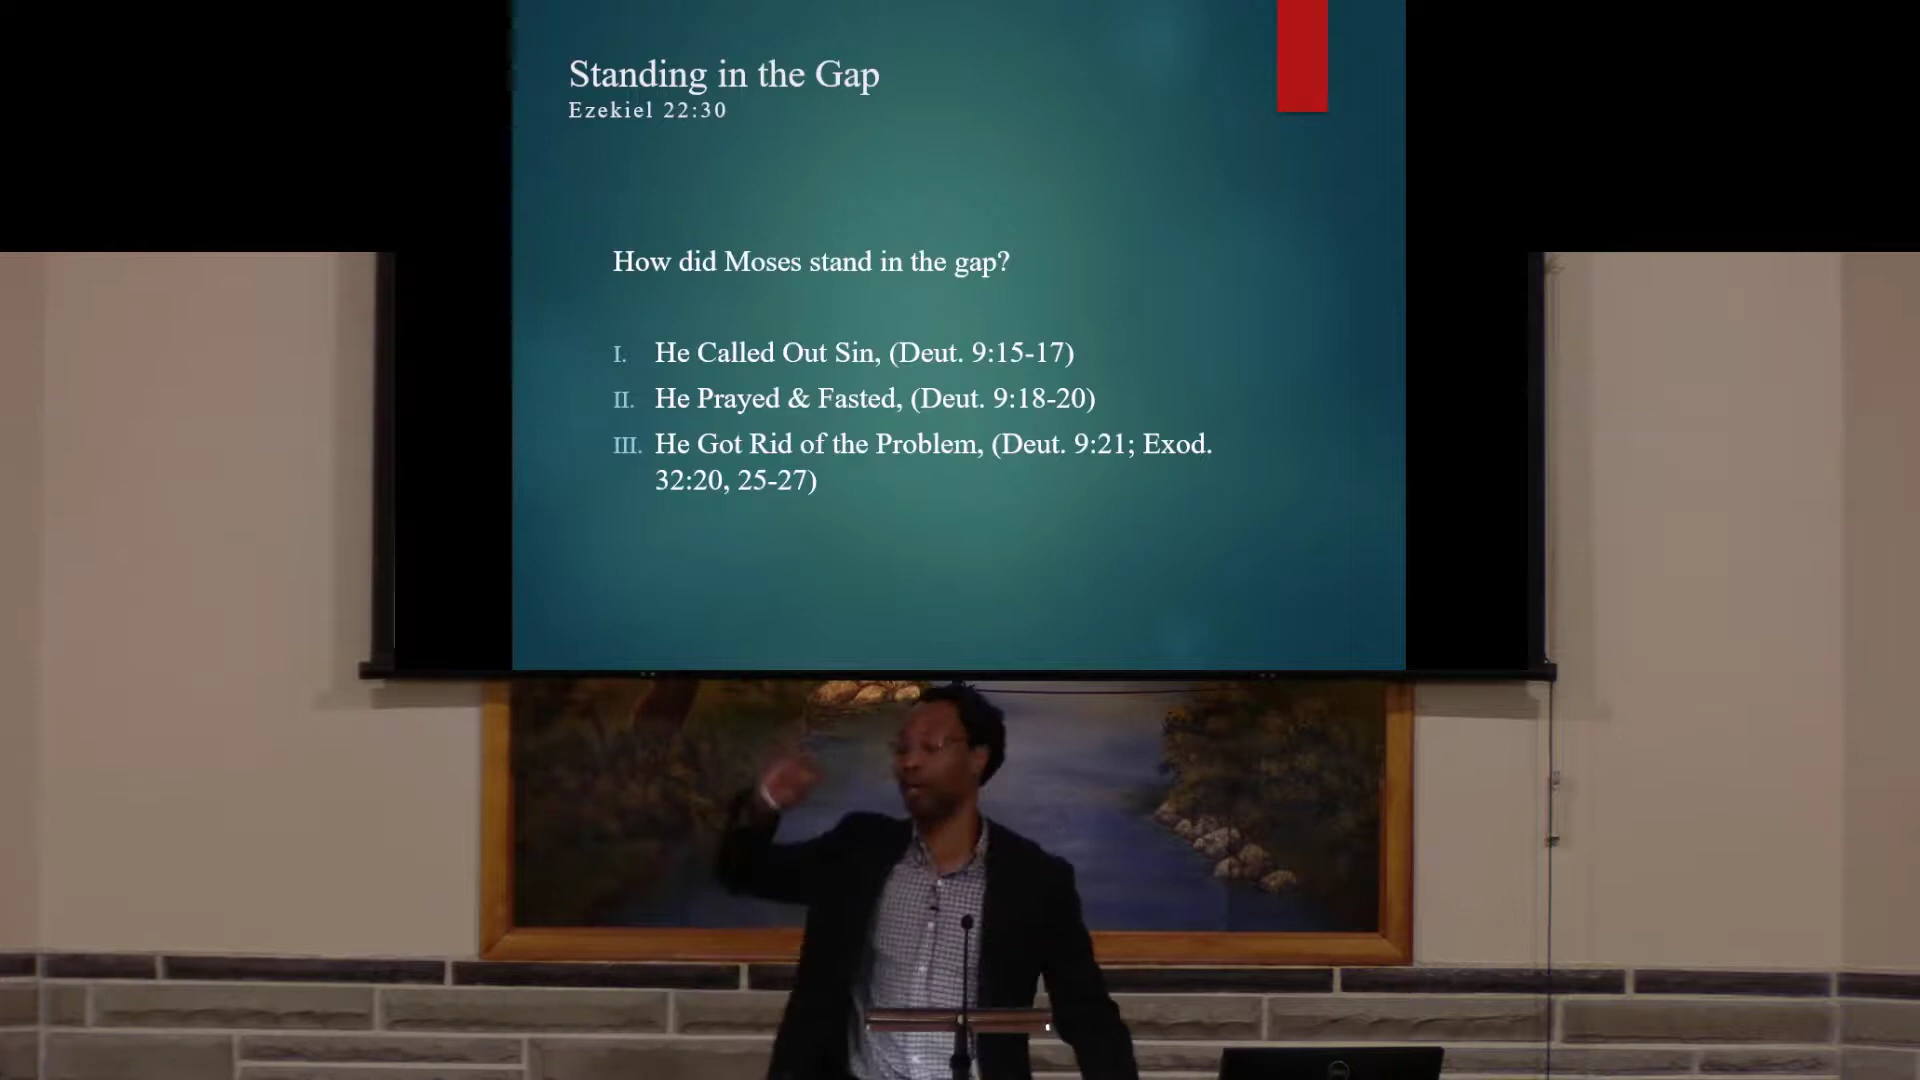 Standing in the Gap
Ezekiel 22:30
How did Moses stand in the gap?
I. He Called Out Sin, (Deut. 9:15-17)
II. He Prayed & Fasted, (Deut. 9:18-20)
III. He Got Rid of the Problem, (Deut. 9:21; Exod.
32:20, 25-27)